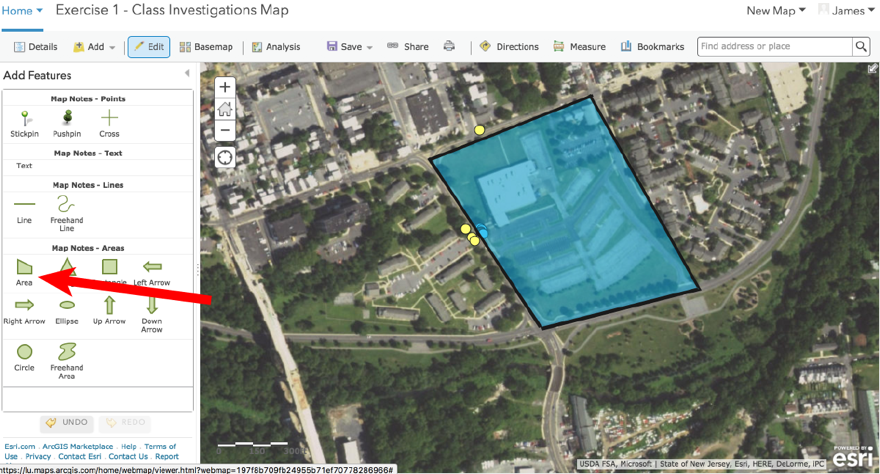 Home Exercise 1 - Class Investigations Map New Map James
Details Add Edit Basemap Analysis Save Share Directions Measure Bookmarks Find address or place
Add Features
Map Notes - Points
Stickpin Pushpin Cross
Map Notes - Text
Text
Map Notes - Lines
Line Freehand Line
Map Notes - Areas
Area Left Arrow
Right Arrow Ellipse Up Arrow Down Arrow
Circle Freehand Area
UNDO REDO
Esri.com . ArcGIS Marketplace . Help . Terms of
Use . Privacy . Contact Esri . Contact Us . Report
https://lu.maps.arcgis.com/home/webmap/viewer.html?webmap=197f8b709fb24955b71ef70778286966#
USDA FSA, Microsoft | State of New Jersey, Esri, HERE, DeLorme, IPC
POWERED BY
esri